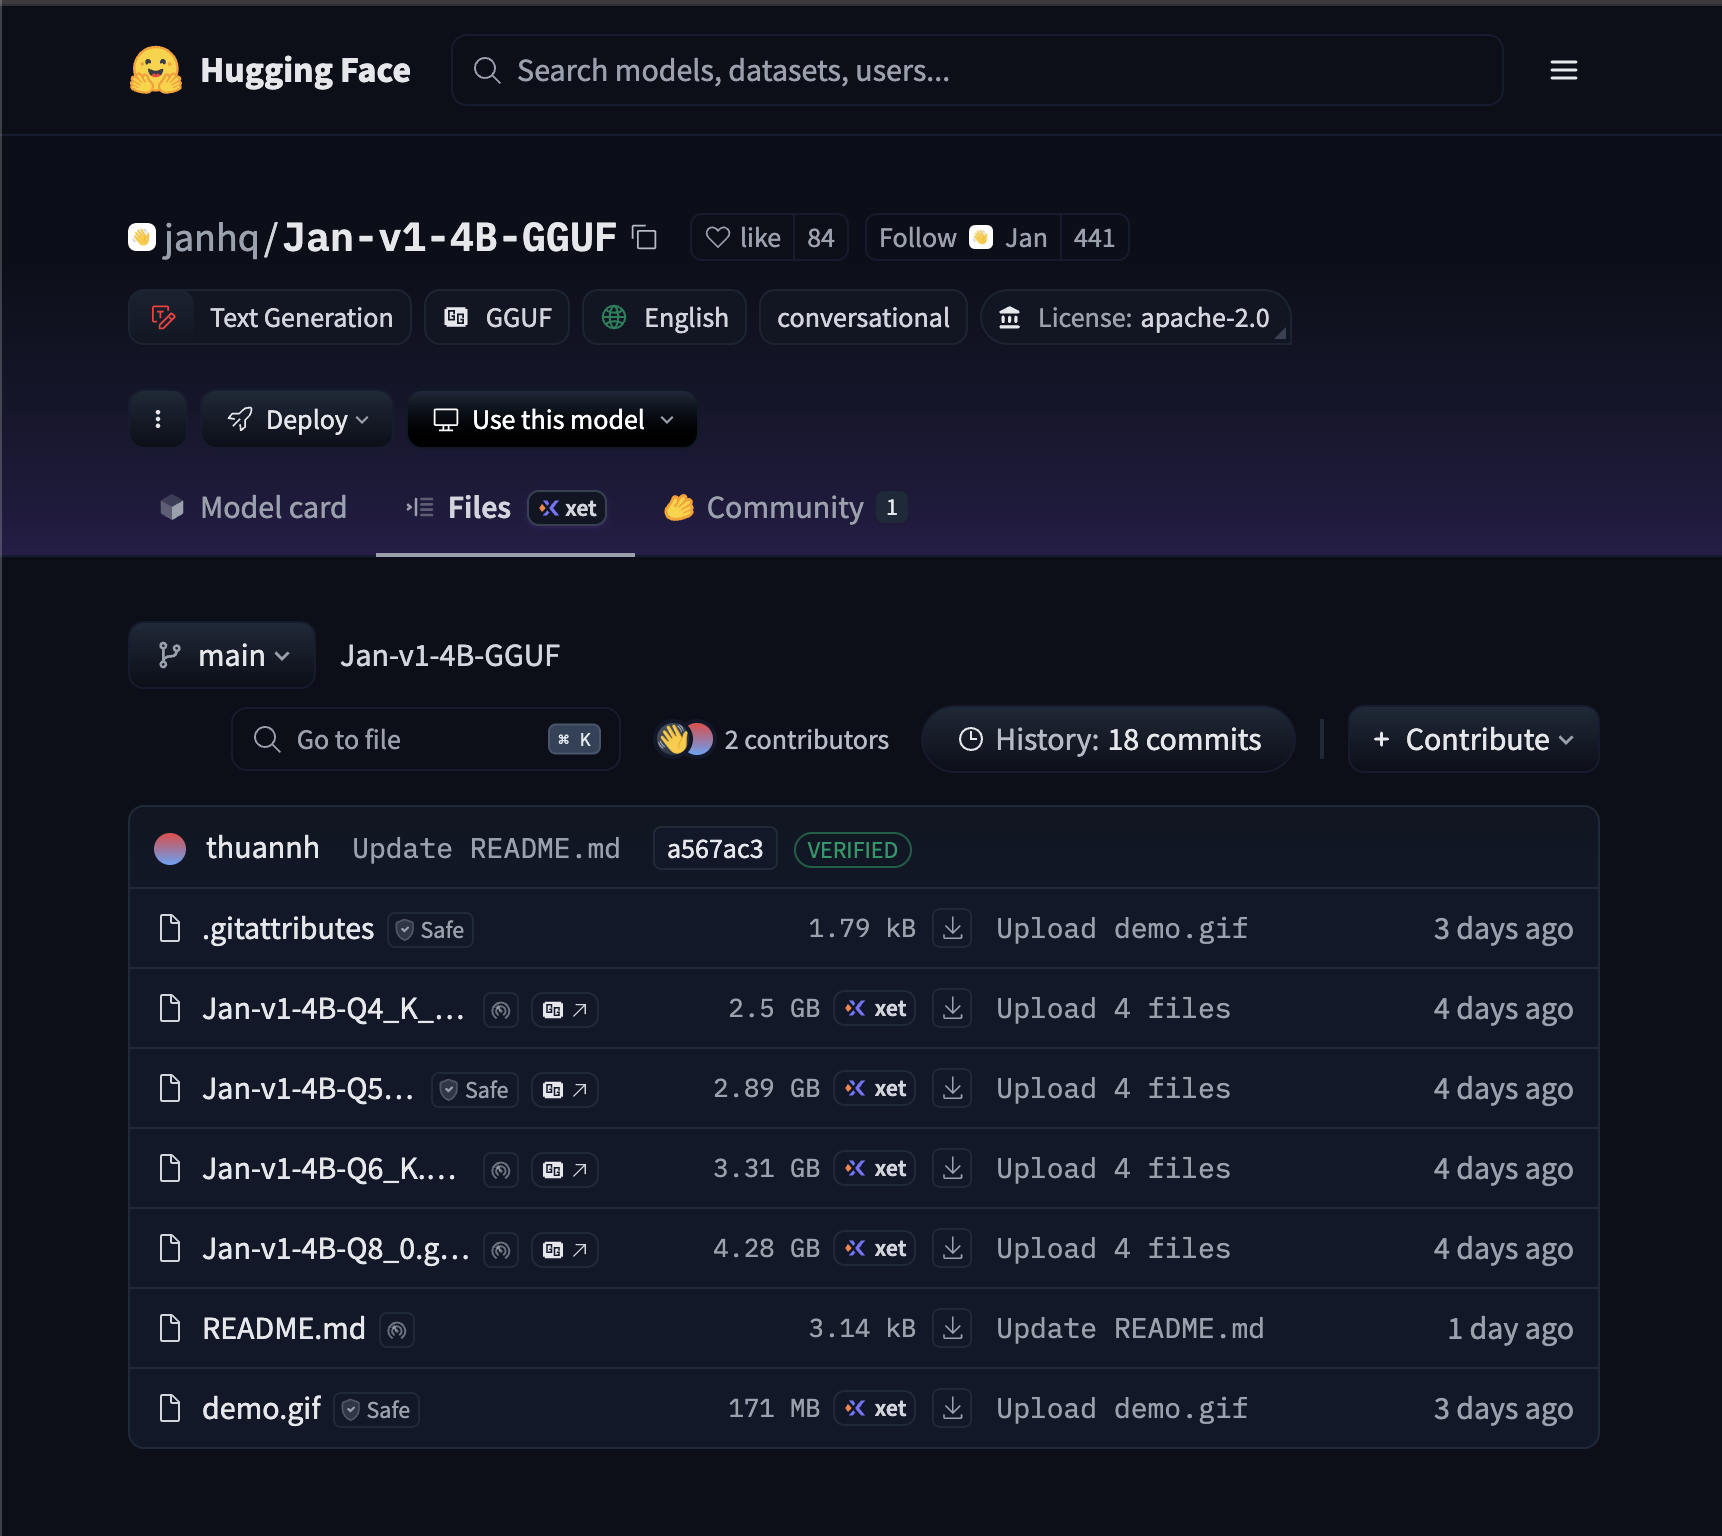 Hugging Face
Search models, datasets, users...
janhq/Jan-v1-4B-GGUF
like 84
Follow Jan 441
Text Generation
GGUF
English
conversational
License: apache-2.0
Deploy
Use this model
Model card
Files xet
Community 1
main
Jan-v1-4B-GGUF
Go to file ⌘ K
2 contributors
History: 18 commits
+ Contribute
thuannh Update README.md a567ac3 VERIFIED
.gitattributes Safe 1.79 kB Upload demo.gif 3 days ago
Jan-v1-4B-Q4_K_... 2.5 GB xet Upload 4 files 4 days ago
Jan-v1-4B-Q5... Safe 2.89 GB xet Upload 4 files 4 days ago
Jan-v1-4B-Q6_K.... 3.31 GB xet Upload 4 files 4 days ago
Jan-v1-4B-Q8_0.g... 4.28 GB xet Upload 4 files 4 days ago
README.md 3.14 kB Update README.md 1 day ago
demo.gif Safe 171 MB xet Upload demo.gif 3 days ago